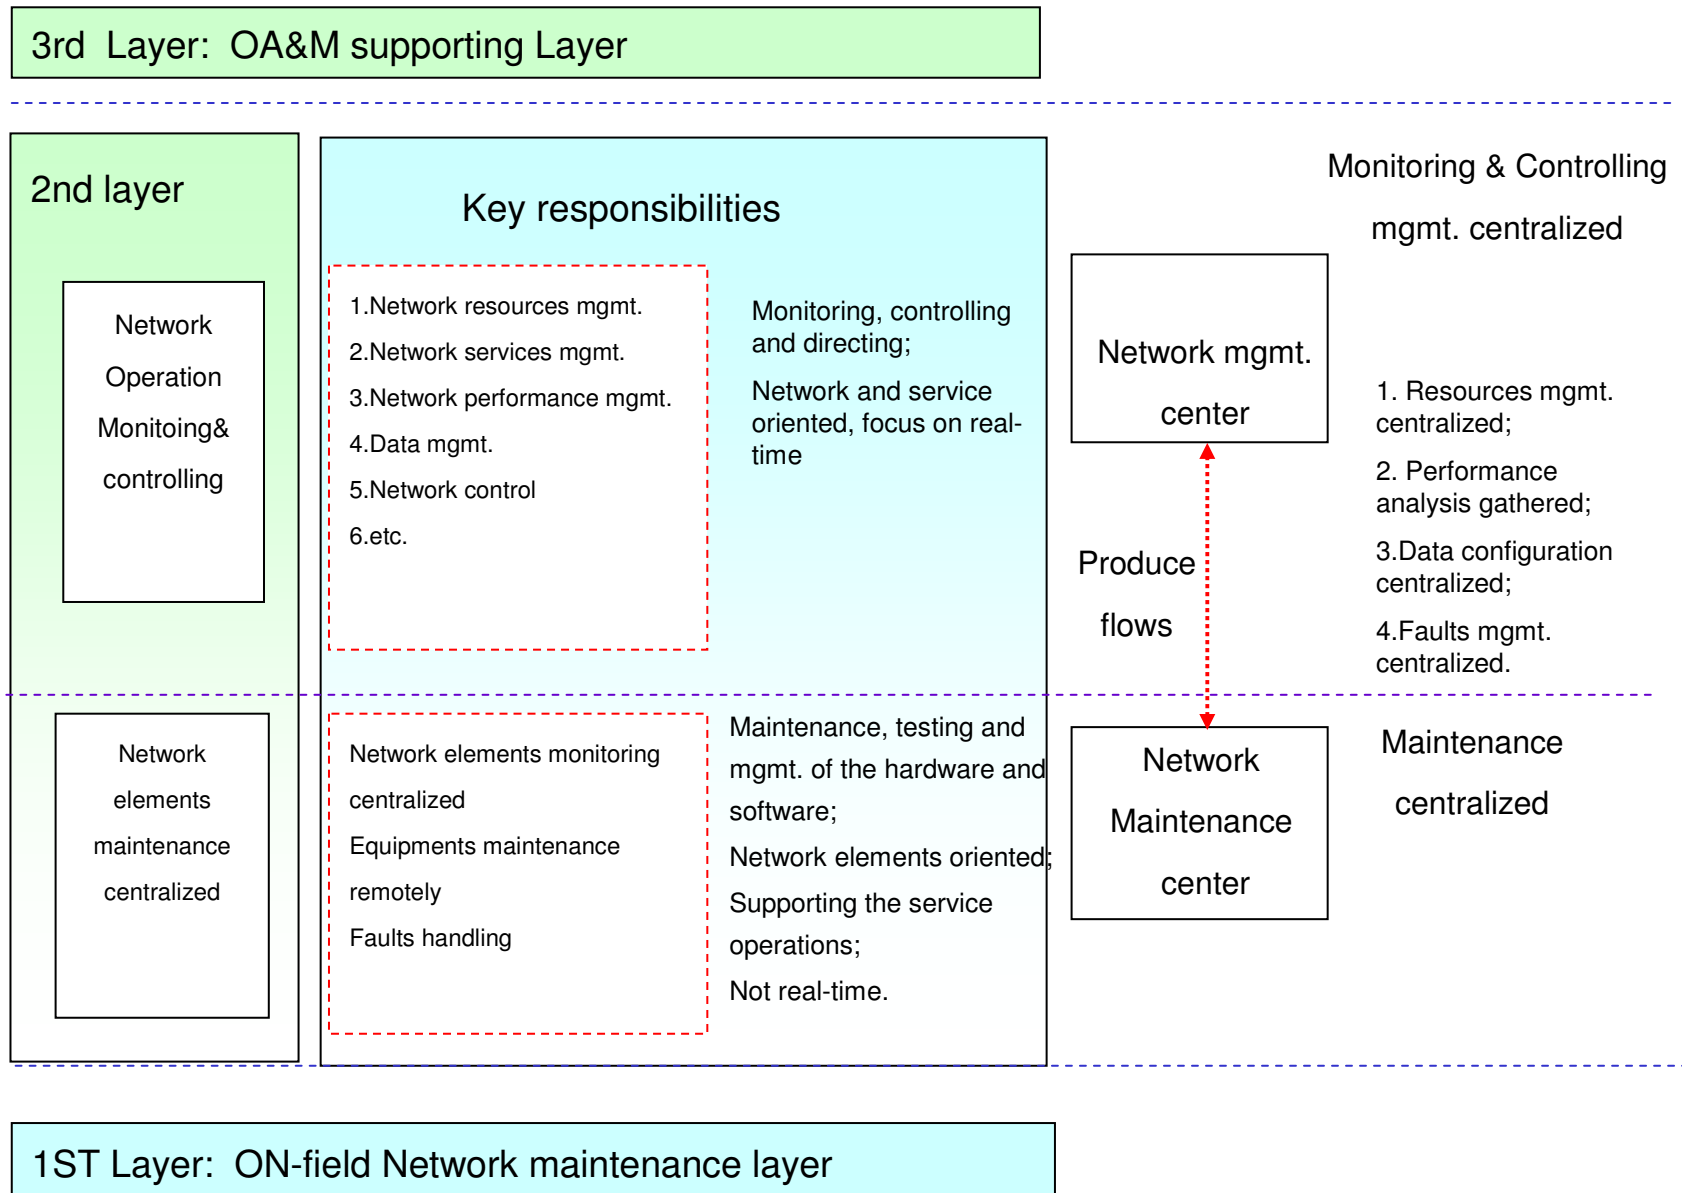 3rd Layer: OA&M supporting Layer
2nd layer
Key responsibilities
Monitoring & Controlling
mgmt. centralized
Network
Operation
Monitoing&
controlling
1.Network resources mgmt.
2.Network services mgmt.
3.Network performance mgmt.
4.Data mgmt.
5.Network control
6.etc.
Monitoring, controlling
and directing;
Network and service
oriented, focus on real-
time
Network mgmt.
center
1. Resources mgmt.
centralized;
2. Performance
analysis gathered;
3.Data configuration
centralized;
4.Faults mgmt.
centralized.
Produce
flows
Network
elements
maintenance
centralized
Network elements monitoring
centralized
Equipments maintenance
remotely
Faults handling
Maintenance, testing and
mgmt. of the hardware and
software;
Network elements oriented;
Supporting the service
operations;
Not real-time.
Network
Maintenance
center
Maintenance
centralized
1ST Layer: ON-field Network maintenance layer